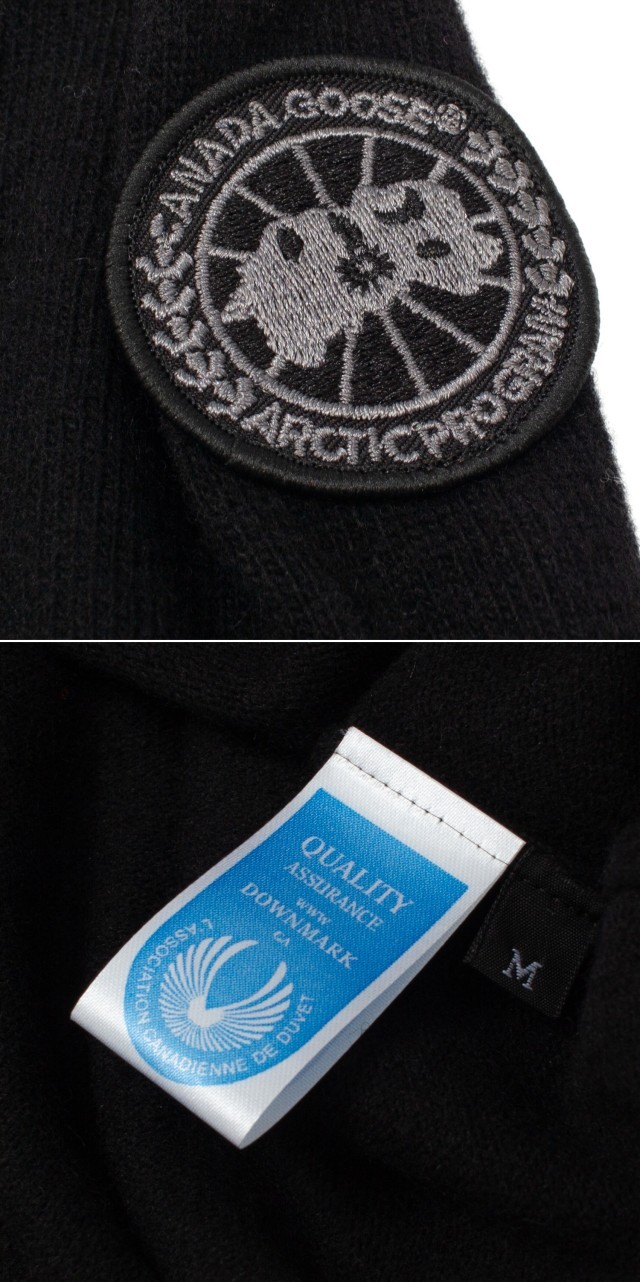 CANADA GOOSE®
ARCTIC PROGRAM
QUALITY
ASSURANCE
www
DOWNMARK
CA
L'ASSOCIATION CANADIENNE DE DUVET
M